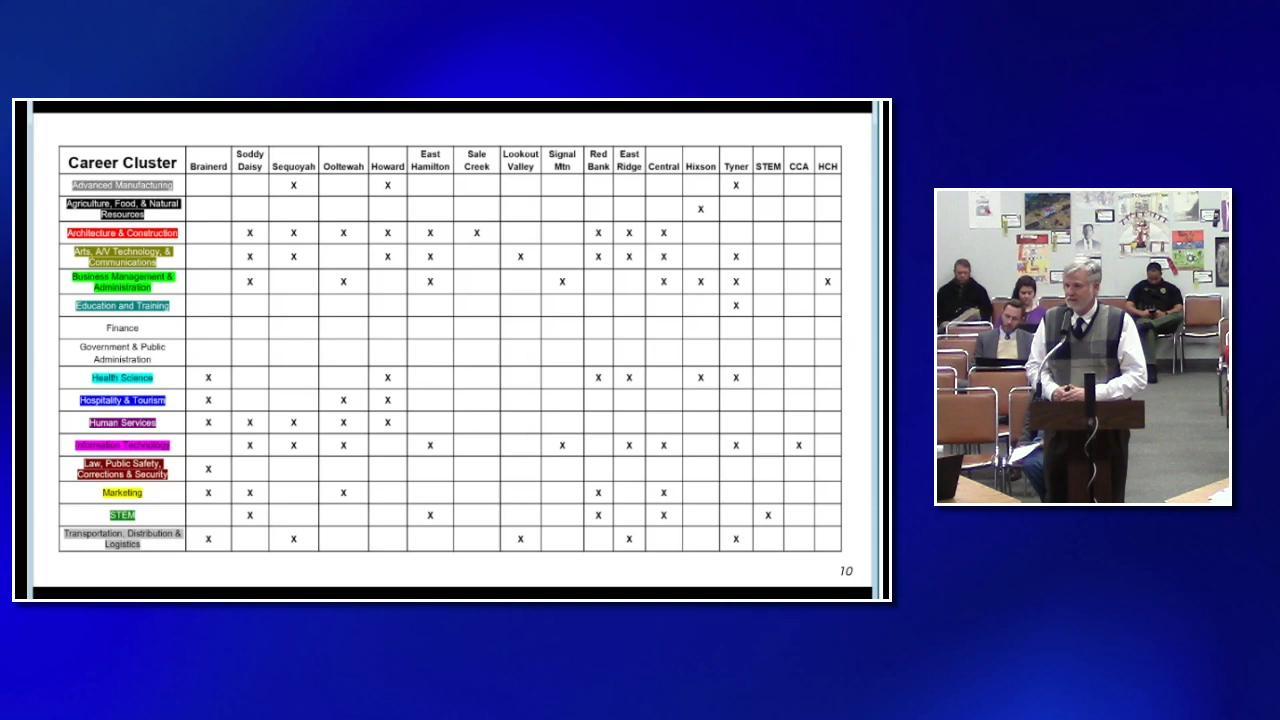 Career Cluster Brainerd Soddy Daisy Sequoyah Ooltewah Howard East Hamilton Sale Creek Lookout Valley Signal Mtn Red Bank East Ridge Central Hixson Tyner STEM CCA HCH
Advanced Manufacturing X X X
Agriculture, Food, & Natural
Resources X
Architecture & Construction X X X X X X X X X
Arts, A/V Technology, &
Communications X X X X X X X X X
Business Management &
Administration X X X X X X X X
Education and Training X
Finance
Government & Public
Administration
Health Science X X X X X X
Hospitality & Tourism X X X
Human Services X X X X X
Information Technology X X X X X X X X X
Law, Public Safety,
Corrections & Security X
Marketing X X X X X
STEM X X X X X
Transportation, Distribution &
Logistics X X X X X
10